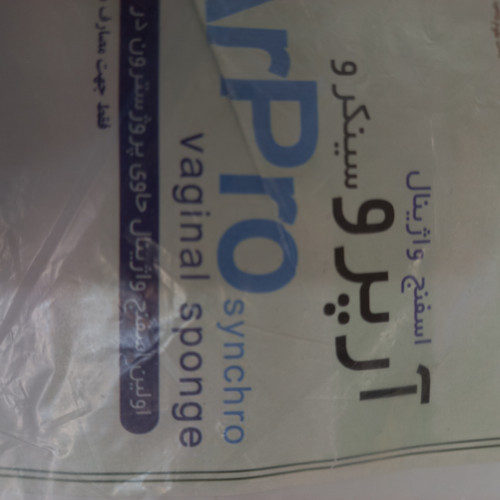 اسفنج واژینال
آرپرو سینکرو
ArPro
synchro
vaginal sponge
اولین اسفنج واژینال حاوی پروژسترون در
فقط جهت مصارف